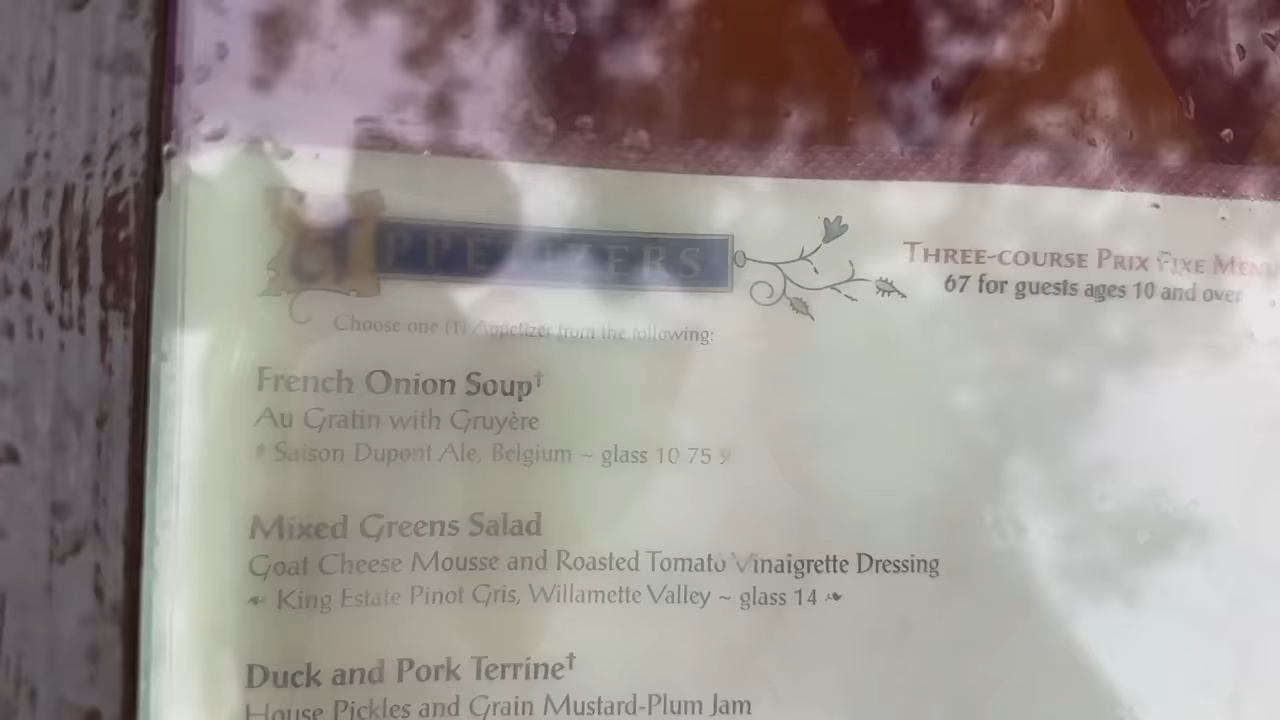 APPETIZERS
THREE-COURSE PRIX FIXE MENU
67 for guests ages 10 and over
Choose one (1) Appetizer from the following:
French Onion Soup†
Au Gratin with Gruyère
Saison Dupont Ale, Belgium ~ glass 10 75
Mixed Greens Salad
Goat Cheese Mousse and Roasted Tomato Vinaigrette Dressing
King Estate Pinot Gris, Willamette Valley ~ glass 14
Duck and Pork Terrine†
House Pickles and Grain Mustard-Plum Jam